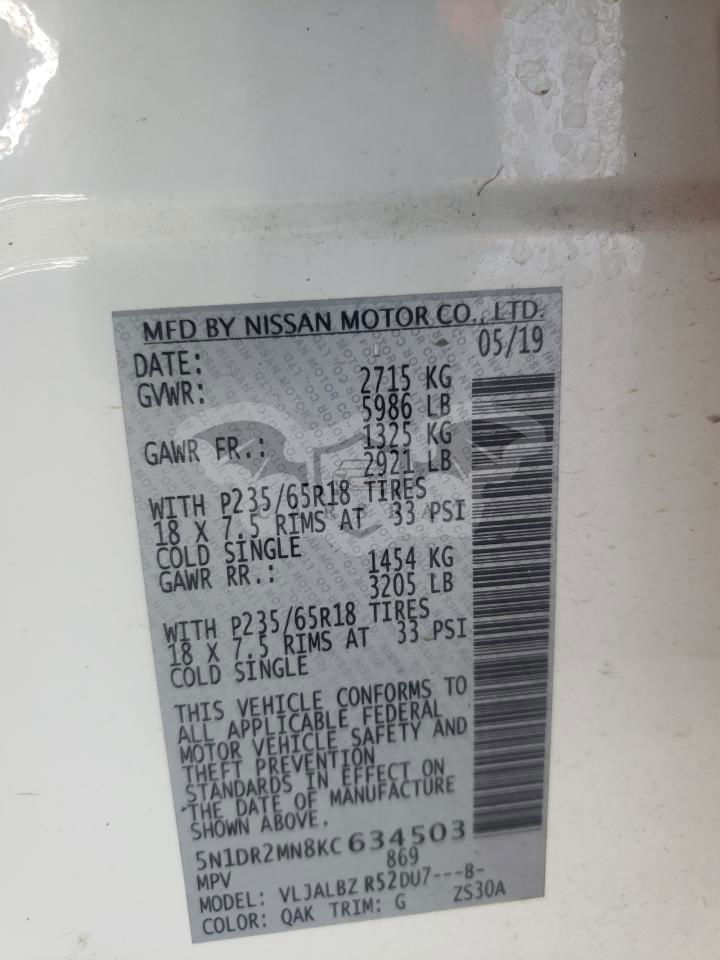 MFD BY NISSAN MOTOR CO., LTD.
DATE: 05/19
GVWR: 2715 KG
5986 LB
GAWR FR.: 1325 KG
2921 LB
WITH P235/65R18 TIRES
18 X 7.5 RIMS AT 33 PSI
COLD SINGLE
GAWR RR.: 1454 KG
3205 LB
WITH P235/65R18 TIRES
18 X 7.5 RIMS AT 33 PSI
COLD SINGLE
THIS VEHICLE CONFORMS TO
ALL APPLICABLE FEDERAL
MOTOR VEHICLE SAFETY AND
THEFT PREVENTION
STANDARDS IN EFFECT ON
THE DATE OF MANUFACTURE
SHOWN ABOVE.
5N1DR2MN8KC 634503
MPV 869
MODEL: VLJALBZ R52DU7---B-
COLOR: QAK TRIM: G ZS30A